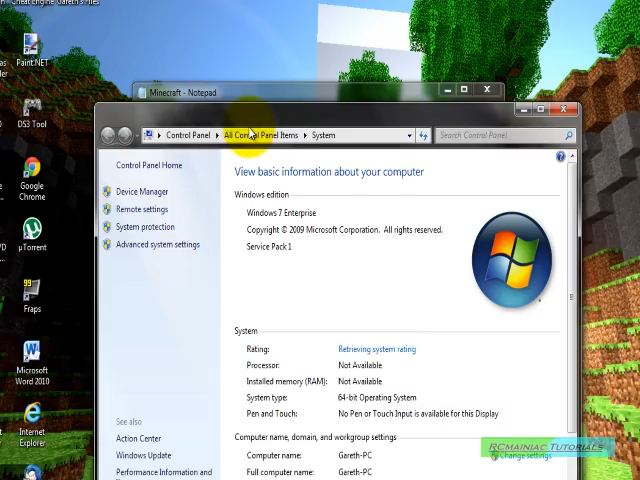 Cheat Engine
Gareth's Files
Paint.NET
Minecraft - Notepad
DS3 Tool
Control Panel
All Control Panel Items
System
Search Control Panel
Control Panel Home
View basic information about your computer
Device Manager
Windows edition
Google
Chrome
Remote settings
Windows 7 Enterprise
System protection
Copyright © 2009 Microsoft Corporation. All rights reserved.
Advanced system settings
Service Pack 1
µTorrent
99
Fraps
System
Rating:
Retrieving system rating
Processor:
Not Available
Microsoft
Word 2010
Installed memory (RAM):
Not Available
System type:
64-bit Operating System
Pen and Touch:
No Pen or Touch Input is available for this Display
See also
Action Center
Computer name, domain, and workgroup settings
Internet
Explorer
RCmainiac Tutorials
Windows Update
Computer name:
Gareth-PC
Change settings
Performance Information and
Full computer name:
Gareth-PC